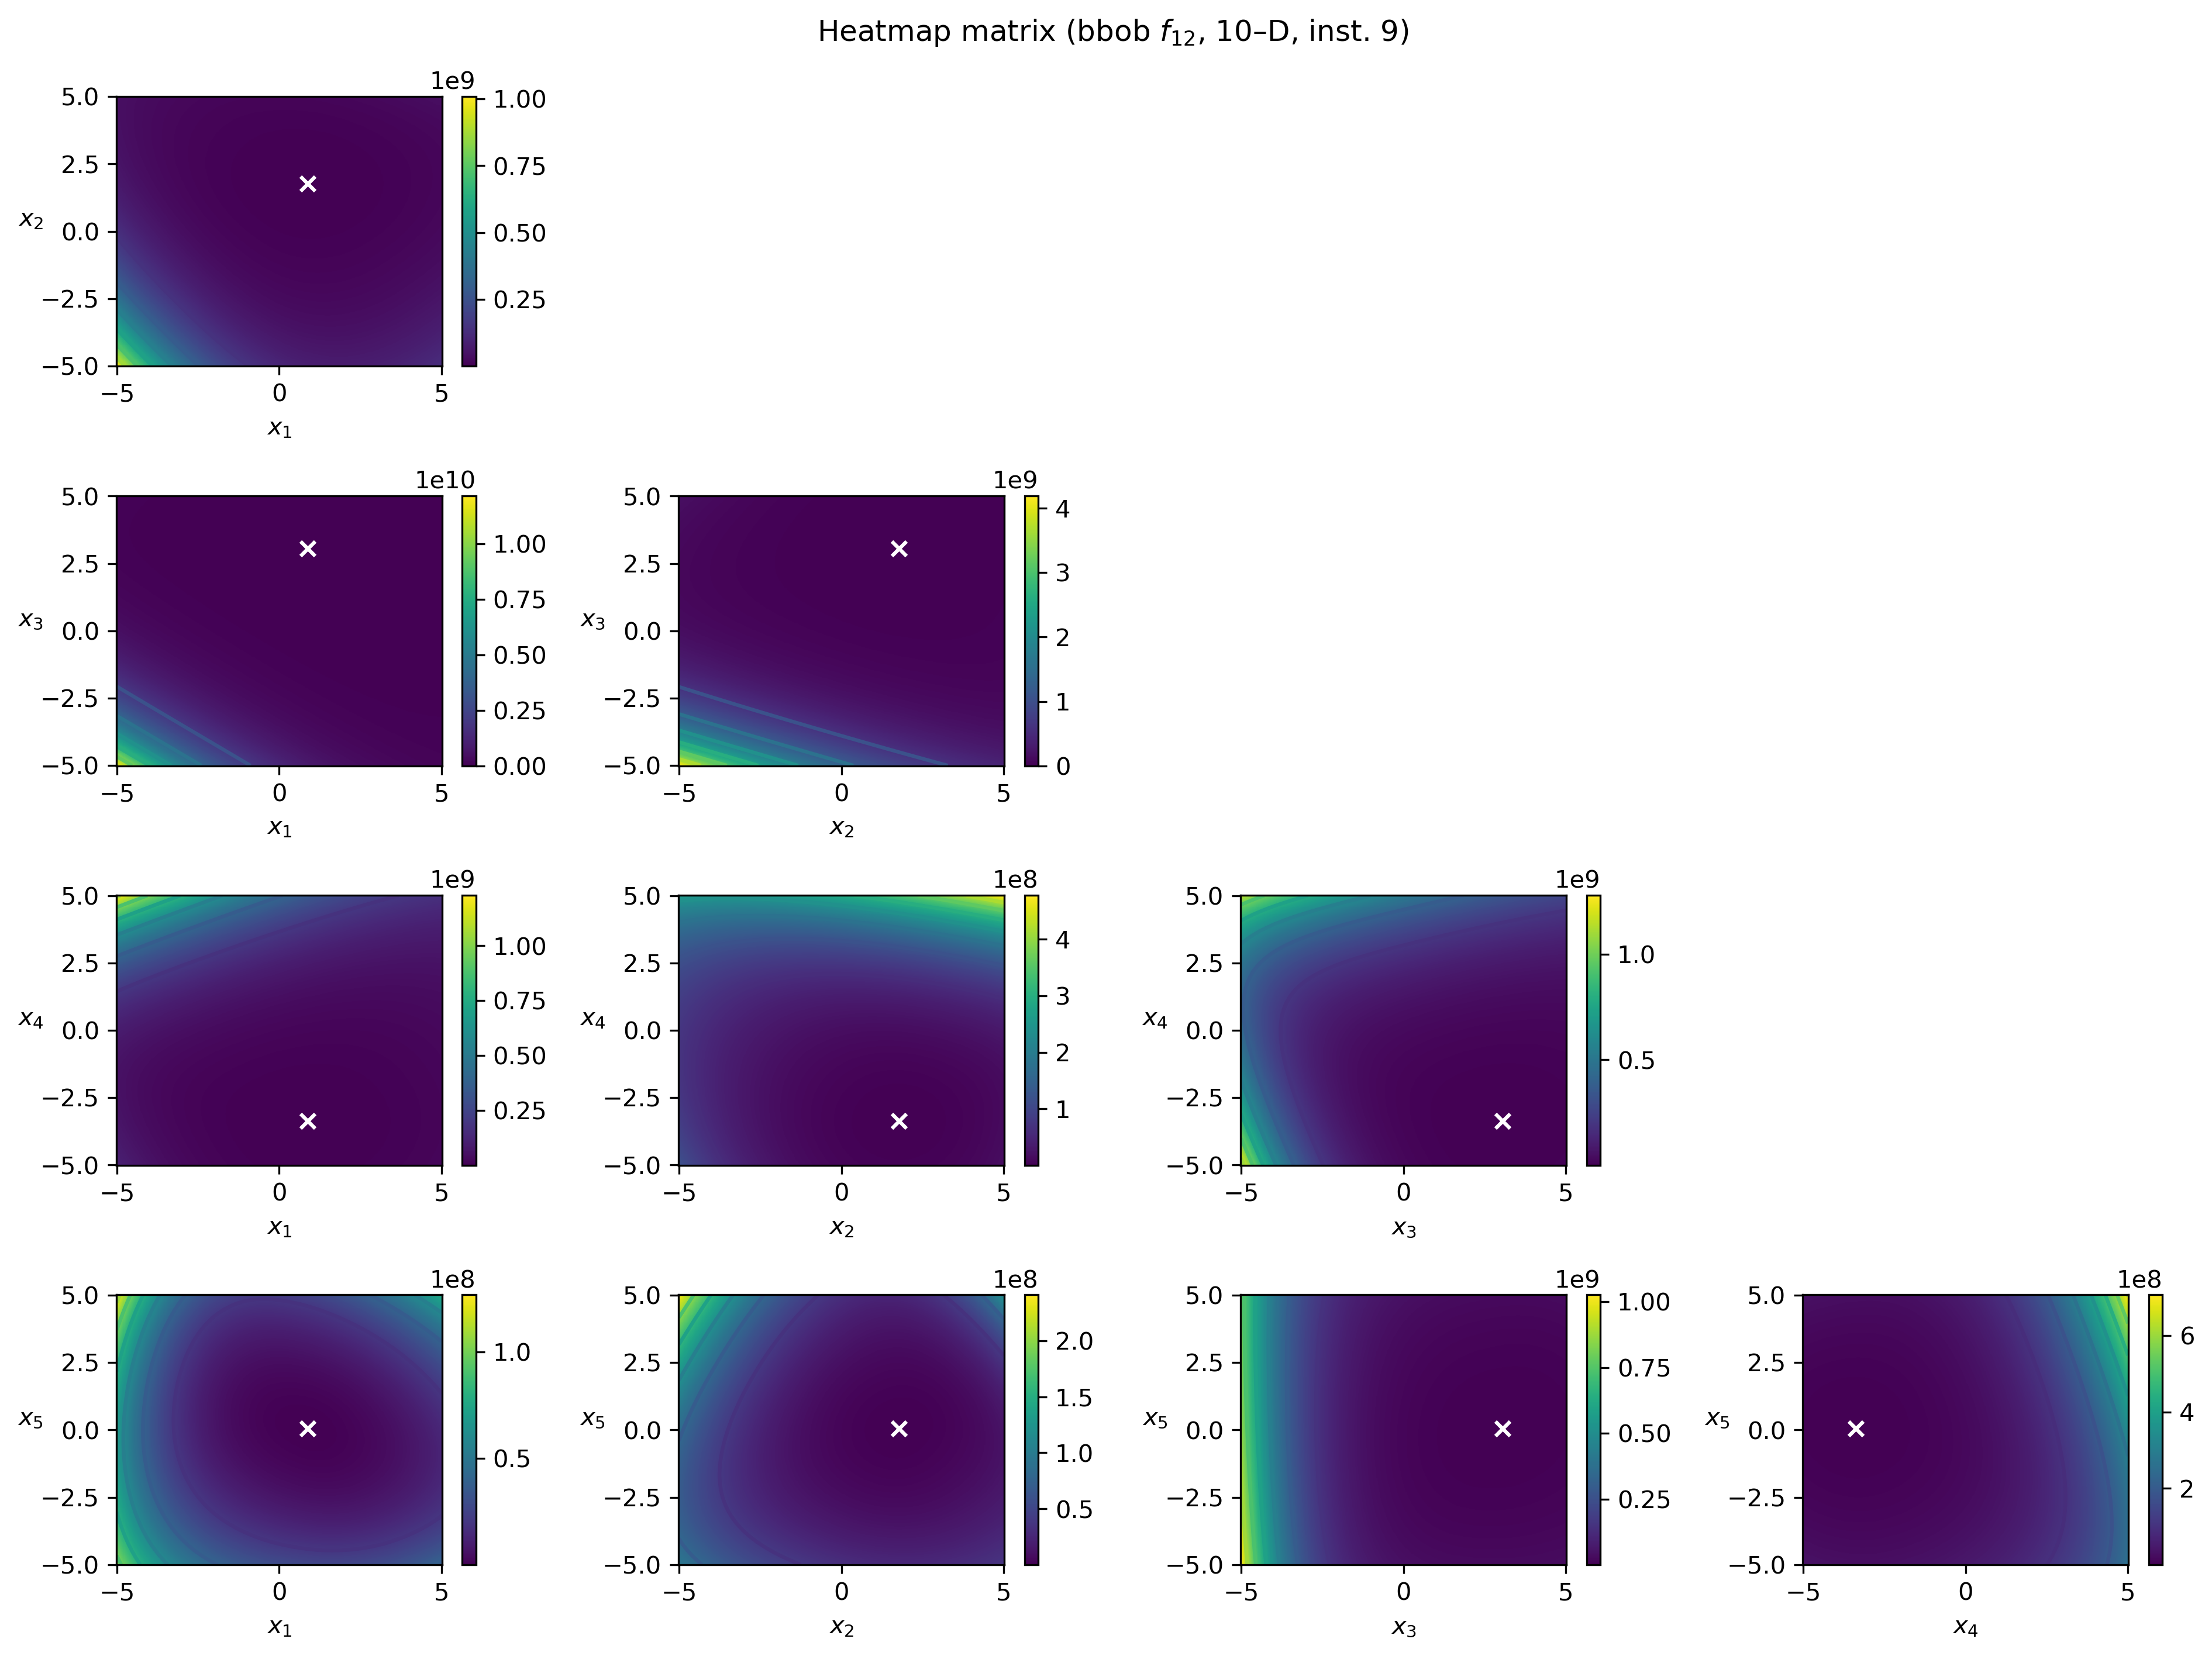 Heatmap matrix (bbob f₁₂, 10–D, inst. 9)
1e9
5.0 2.5 0.0 −2.5 −5.0
x₂
−5 0 5
x₁
1.00 0.75 0.50 0.25
1e10
5.0 2.5 0.0 −2.5 −5.0
x₃
−5 0 5
x₁
1.00 0.75 0.50 0.25 0.00
1e9
5.0 2.5 0.0 −2.5 −5.0
x₃
−5 0 5
x₂
4 3 2 1 0
1e9
5.0 2.5 0.0 −2.5 −5.0
x₄
−5 0 5
x₁
1.00 0.75 0.50 0.25
1e8
5.0 2.5 0.0 −2.5 −5.0
x₄
−5 0 5
x₂
4 3 2 1
1e9
5.0 2.5 0.0 −2.5 −5.0
x₄
−5 0 5
x₃
1.0 0.5
1e8
5.0 2.5 0.0 −2.5 −5.0
x₅
−5 0 5
x₁
1.0 0.5
1e8
5.0 2.5 0.0 −2.5 −5.0
x₅
−5 0 5
x₂
2.0 1.5 1.0 0.5
1e9
5.0 2.5 0.0 −2.5 −5.0
x₅
−5 0 5
x₃
1.00 0.75 0.50 0.25
1e8
5.0 2.5 0.0 −2.5 −5.0
x₅
−5 0 5
x₄
6 4 2